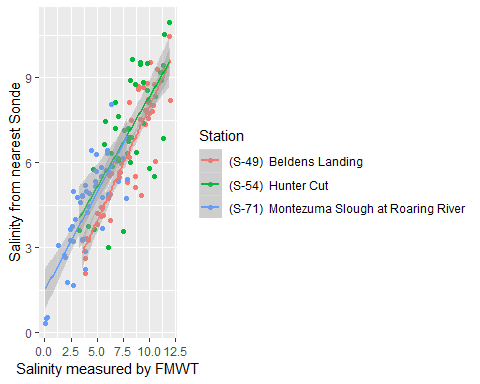 Salinity from nearest Sonde
9
6
3
0
0.0 2.5 5.0 7.5 10.0 12.5
Salinity measured by FMWT
Station
(S-49) Beldens Landing
(S-54) Hunter Cut
(S-71) Montezuma Slough at Roaring River